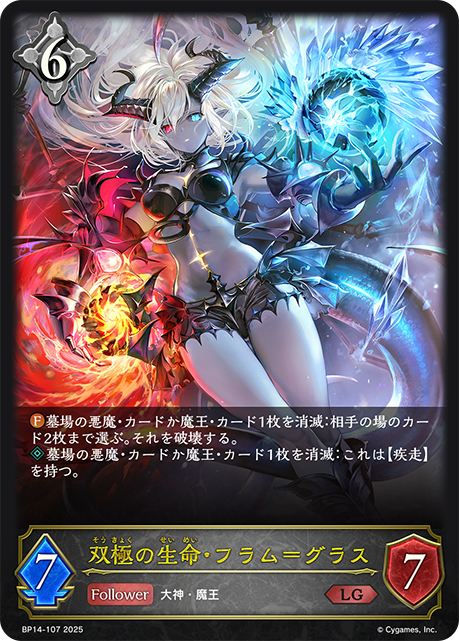 6
Ⓕ墓場の悪魔・カードか魔王・カード1枚を消滅：相手の場のカー
ド2枚まで選ぶ。それを破壊する。
墓場の悪魔・カードか魔王・カード1枚を消滅：これは【疾走】
を持つ。
そうきょく せいめい
双極の生命・フラム＝グラス
7
Follower 大神・魔王 LG
7
BP14-107 2025 © Cygames, Inc.